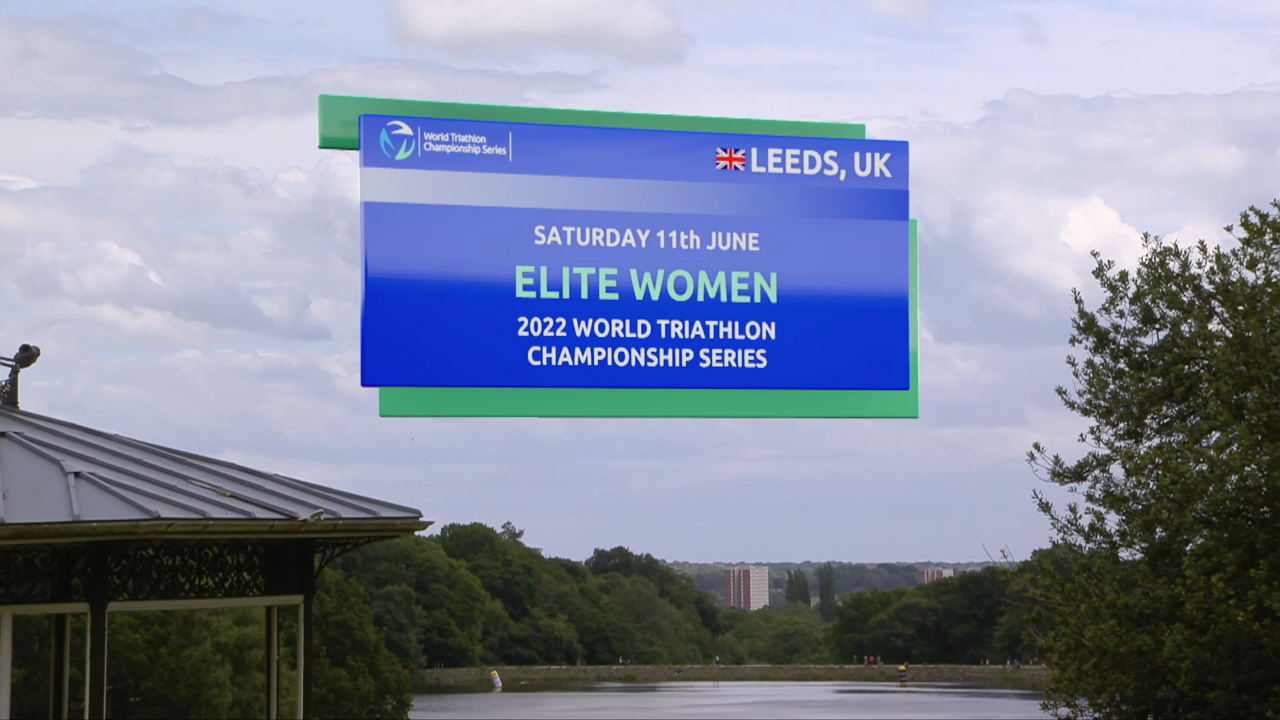 World Triathlon
Championship Series
LEEDS, UK
SATURDAY 11th JUNE
ELITE WOMEN
2022 WORLD TRIATHLON
CHAMPIONSHIP SERIES